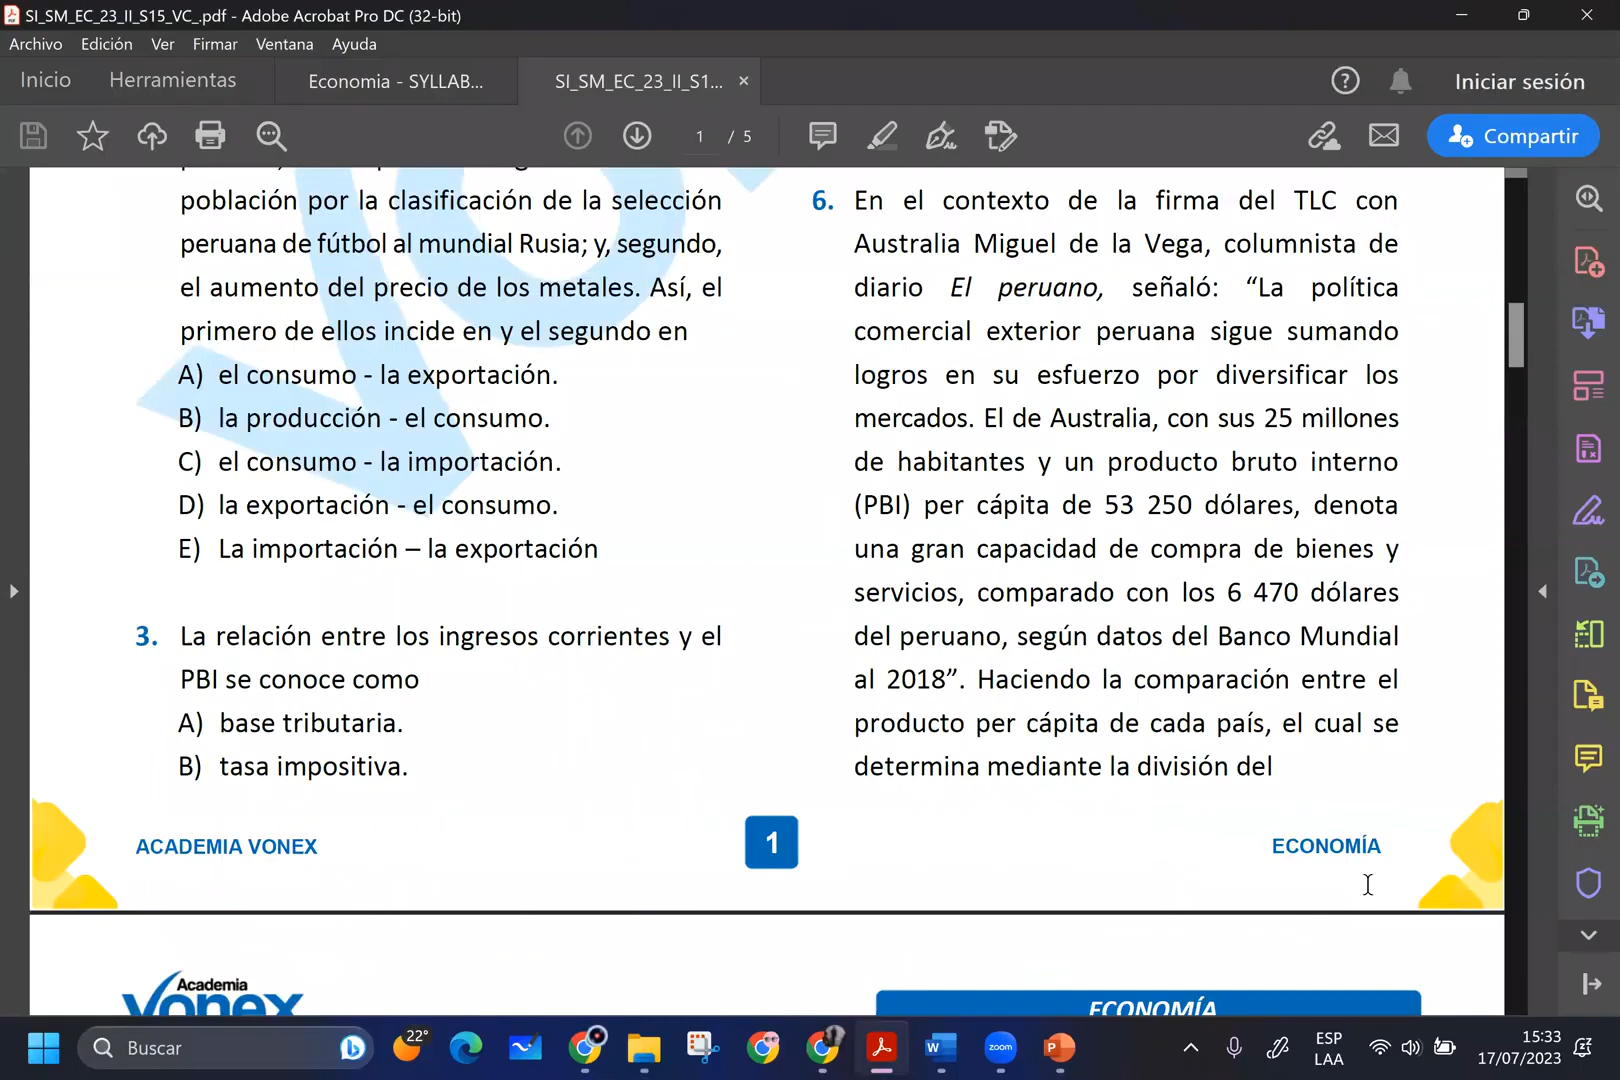 SI_SM_EC_23_II_S15_VC_.pdf - Adobe Acrobat Pro DC (32-bit)
Archivo Edición Ver Firmar Ventana Ayuda
Inicio Herramientas Economia - SYLLAB... SI_SM_EC_23_II_S1... Iniciar sesión
1 / 5 Compartir
población por la clasificación de la selección
peruana de fútbol al mundial Rusia; y, segundo,
el aumento del precio de los metales. Así, el
primero de ellos incide en y el segundo en
A) el consumo - la exportación.
B) la producción - el consumo.
C) el consumo - la importación.
D) la exportación - el consumo.
E) La importación – la exportación
3. La relación entre los ingresos corrientes y el
PBI se conoce como
A) base tributaria.
B) tasa impositiva.
6. En el contexto de la firma del TLC con
Australia Miguel de la Vega, columnista de
diario El peruano, señaló: “La política
comercial exterior peruana sigue sumando
logros en su esfuerzo por diversificar los
mercados. El de Australia, con sus 25 millones
de habitantes y un producto bruto interno
(PBI) per cápita de 53 250 dólares, denota
una gran capacidad de compra de bienes y
servicios, comparado con los 6 470 dólares
del peruano, según datos del Banco Mundial
al 2018”. Haciendo la comparación entre el
producto per cápita de cada país, el cual se
determina mediante la división del
ACADEMIA VONEX 1 ECONOMÍA
Academia
Vonex
ECONOMÍA
Buscar
22°
zoom
ESP
LAA
15:33
17/07/2023